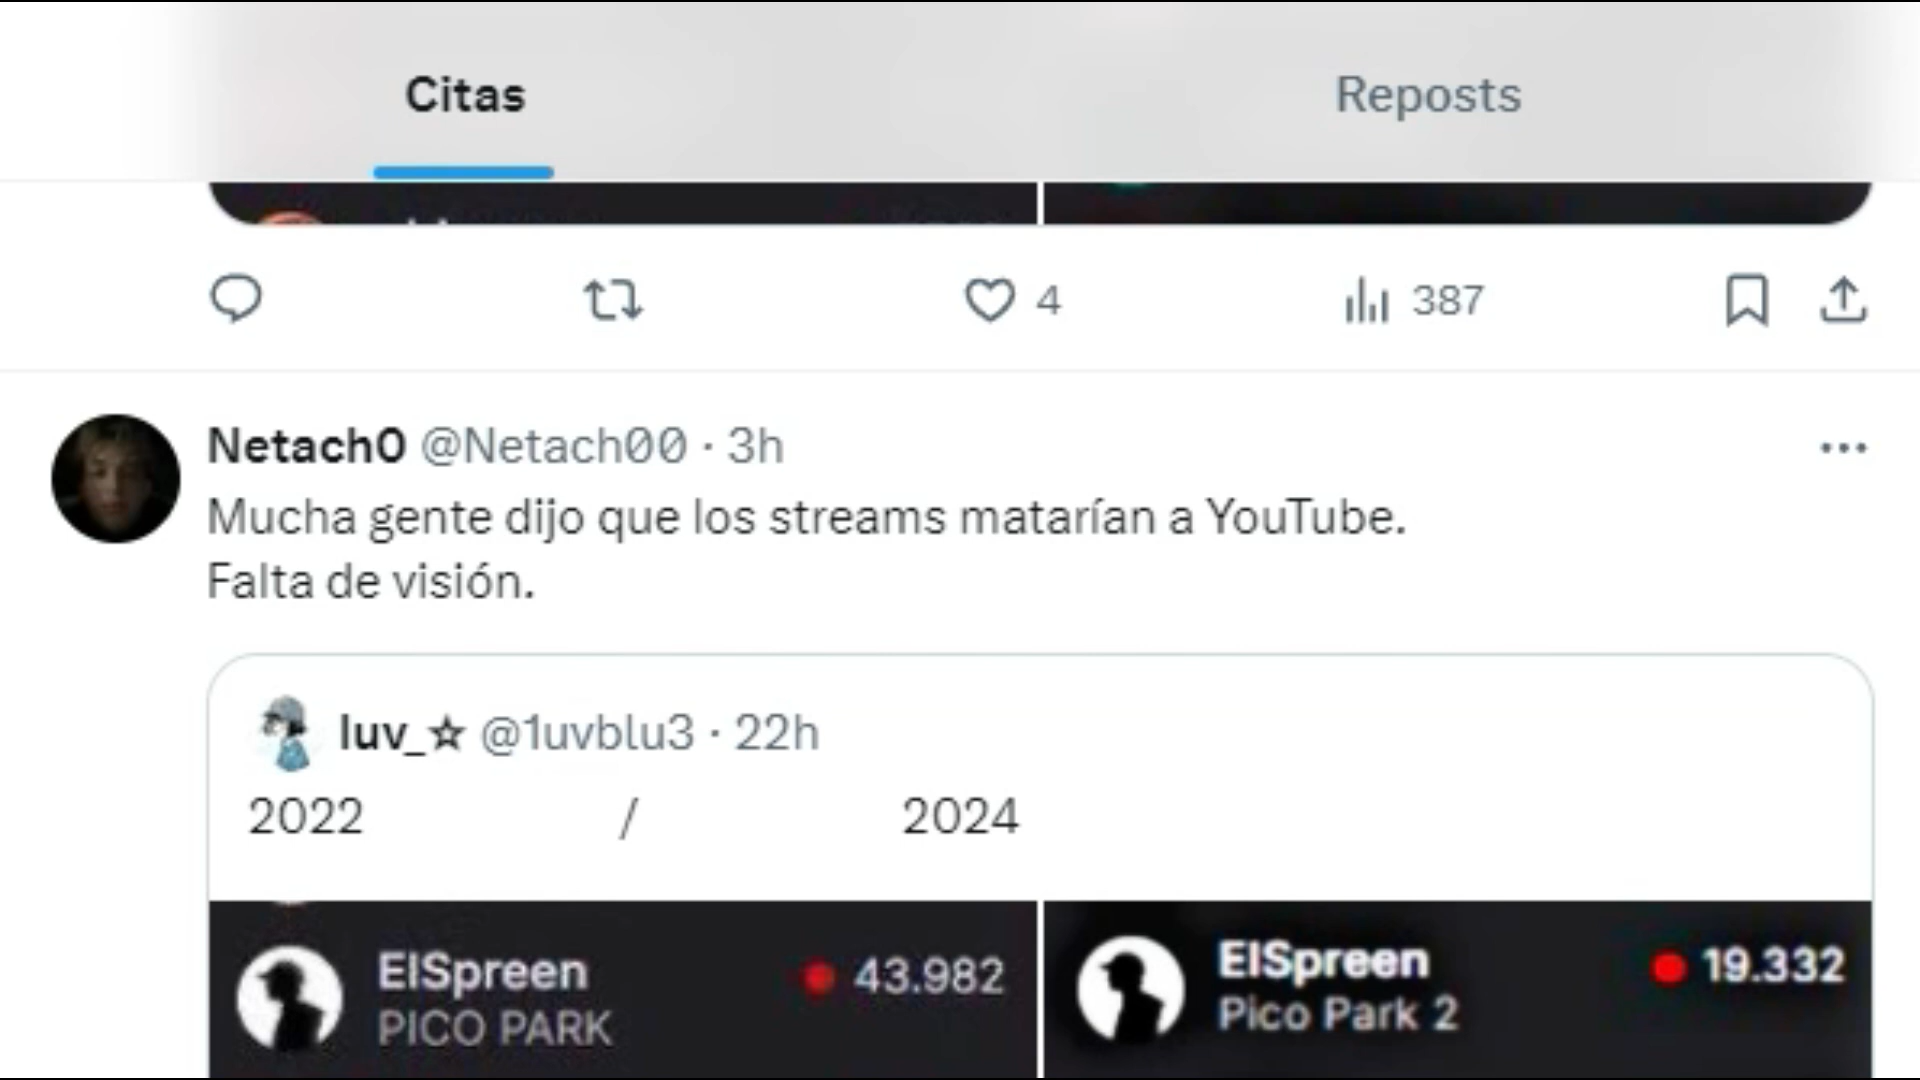 Citas
Reposts
4
387
Netach0 @Netach00 · 3h
Mucha gente dijo que los streams matarían a YouTube.
Falta de visión.
luv_☆ @1uvblu3 · 22h
2022 / 2024
ElSpreen
43.982
PICO PARK
ElSpreen
19.332
Pico Park 2